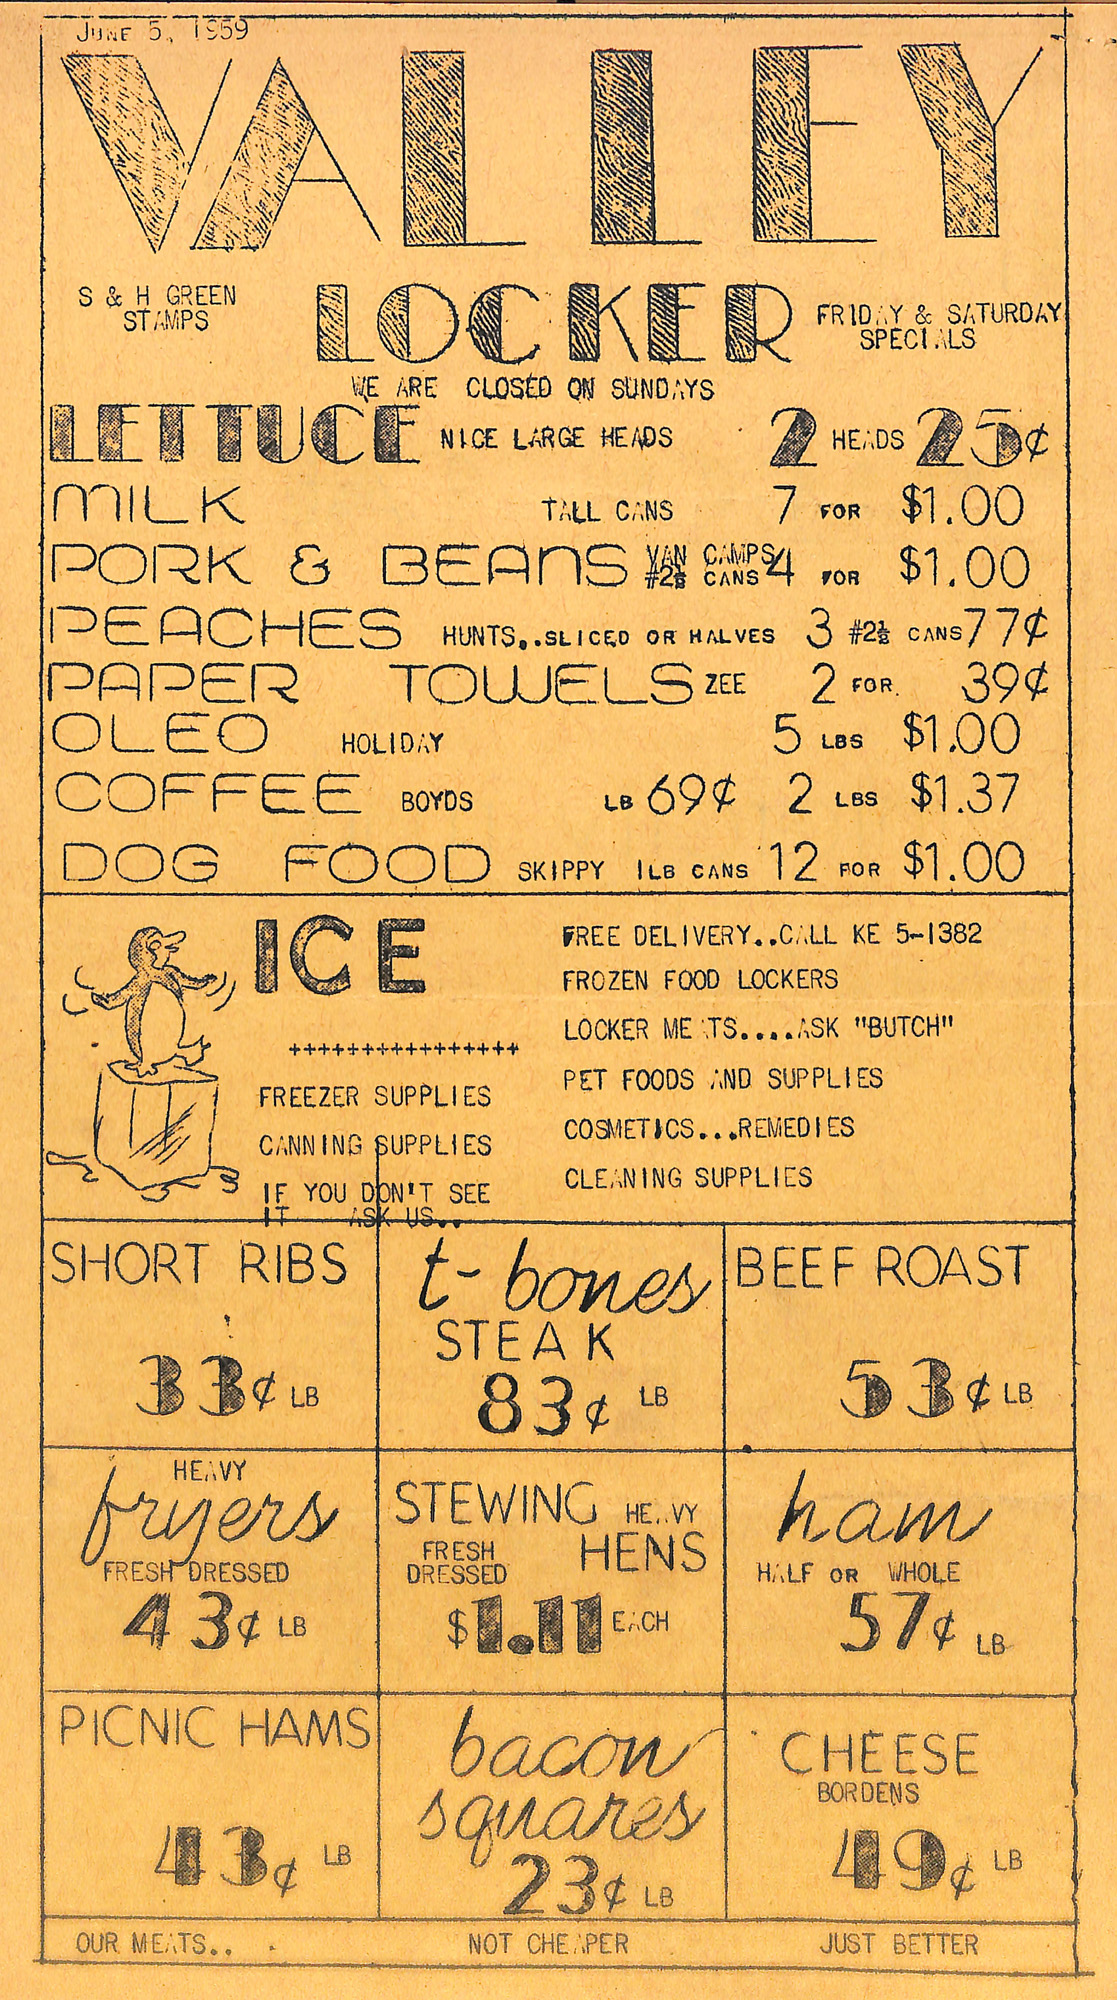 JUNE 5, 1959
VALLEY
S & H GREEN
STAMPS
LOCKER
FRIDAY & SATURDAY
SPECIALS
WE ARE CLOSED ON SUNDAYS
LETTUCE NICE LARGE HEADS 2 HEADS 25¢
MILK TALL CANS 7 FOR $1.00
PORK & BEANS VAN CAMPS #2½ CANS 4 FOR $1.00
PEACHES HUNTS..SLICED OR HALVES 3 #2½ CANS 77¢
PAPER TOWELS ZEE 2 FOR 39¢
OLEO HOLIDAY 5 LBS $1.00
COFFEE BOYDS LB 69¢ 2 LBS $1.37
DOG FOOD SKIPPY 1LB CANS 12 FOR $1.00
ICE
+++++++++++++++
FREEZER SUPPLIES
CANNING SUPPLIES
IF YOU DON'T SEE
IT ASK US..
FREE DELIVERY..CALL KE 5-1382
FROZEN FOOD LOCKERS
LOCKER MEATS....ASK "BUTCH"
PET FOODS AND SUPPLIES
COSMETICS...REMEDIES
CLEANING SUPPLIES
SHORT RIBS
33¢ LB
t-bones
STEAK
83¢ LB
BEEF ROAST
53¢ LB
HEAVY
fryers
FRESH DRESSED
43¢ LB
STEWING HEAVY
FRESH DRESSED HENS
$1.11 EACH
ham
HALF OR WHOLE
57¢ LB
PICNIC HAMS
43¢ LB
bacon
squares
23¢ LB
CHEESE
BORDENS
49¢ LB
OUR MEATS.. NOT CHEAPER JUST BETTER